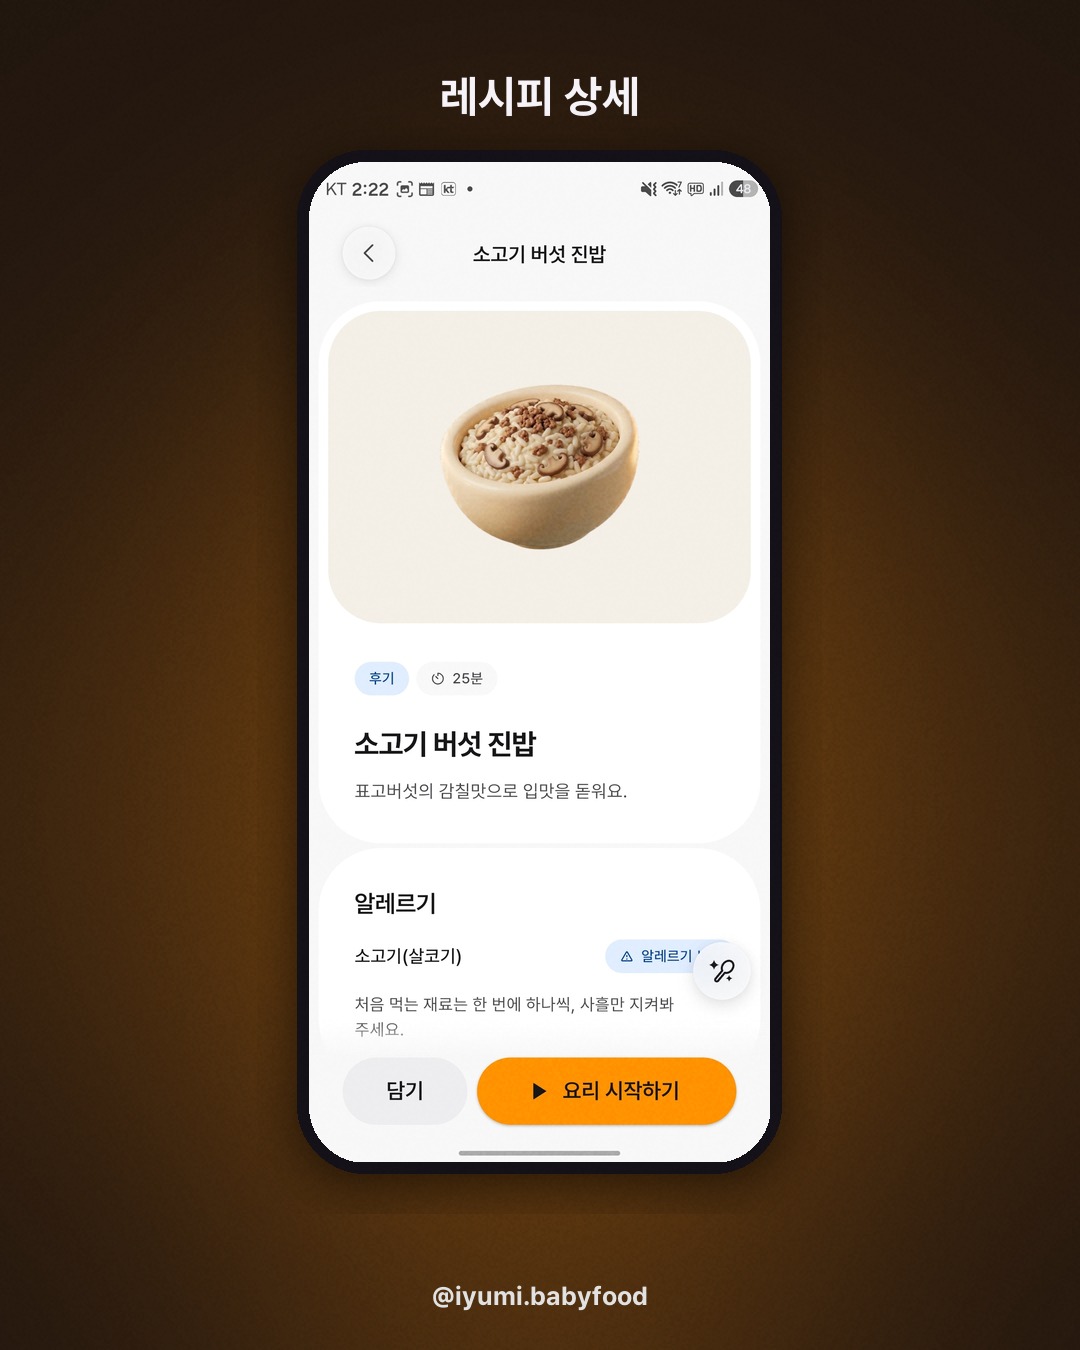 레시피 상세
KT 2:22 kt HD 48
소고기 버섯 진밥
후기 25분
소고기 버섯 진밥
표고버섯의 감칠맛으로 입맛을 돋워요.
알레르기
소고기(살코기) 알레르기
처음 먹는 재료는 한 번에 하나씩, 사흘만 지켜봐
주세요.
담기 요리 시작하기
@iyumi.babyfood